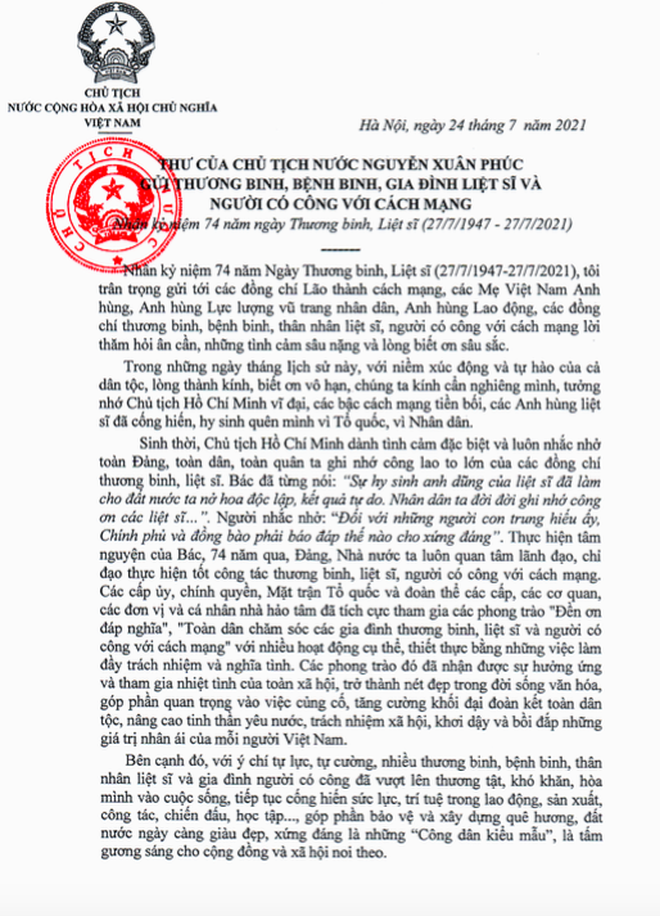 CHỦ TỊCH
NƯỚC CỘNG HÒA XÃ HỘI CHỦ NGHĨA
VIỆT NAM
Hà Nội, ngày 24 tháng 7 năm 2021
THƯ CỦA CHỦ TỊCH NƯỚC NGUYỄN XUÂN PHÚC
GỬI THƯƠNG BINH, BỆNH BINH, GIA ĐÌNH LIỆT SĨ VÀ
NGƯỜI CÓ CÔNG VỚI CÁCH MẠNG
Nhân kỷ niệm 74 năm ngày Thương binh, Liệt sĩ (27/7/1947 - 27/7/2021)
CHỦ TỊCH NƯỚC
Nhân kỷ niệm 74 năm Ngày Thương binh, Liệt sĩ (27/7/1947-27/7/2021), tôi
trân trọng gửi tới các đồng chí Lão thành cách mạng, các Mẹ Việt Nam Anh
hùng, Anh hùng Lực lượng vũ trang nhân dân, Anh hùng Lao động, các đồng
chí thương binh, bệnh binh, thân nhân liệt sĩ, người có công với cách mạng lời
thăm hỏi ân cần, những tình cảm sâu nặng và lòng biết ơn sâu sắc.
Trong những ngày tháng lịch sử này, với niềm xúc động và tự hào của cả
dân tộc, lòng thành kính, biết ơn vô hạn, chúng ta kính cẩn nghiêng mình, tưởng
nhớ Chủ tịch Hồ Chí Minh vĩ đại, các bậc cách mạng tiền bối, các Anh hùng liệt
sĩ đã cống hiến, hy sinh quên mình vì Tổ quốc, vì Nhân dân.
Sinh thời, Chủ tịch Hồ Chí Minh dành tình cảm đặc biệt và luôn nhắc nhở
toàn Đảng, toàn dân, toàn quân ta ghi nhớ công lao to lớn của các đồng chí
thương binh, liệt sĩ. Bác đã từng nói: “Sự hy sinh anh dũng của liệt sĩ đã làm
cho đất nước ta nở hoa độc lập, kết quả tự do. Nhân dân ta đời đời ghi nhớ công
ơn các liệt sĩ...”. Người nhắc nhở: “Đối với những người con trung hiếu ấy,
Chính phủ và đồng bào phải báo đáp thế nào cho xứng đáng”. Thực hiện tâm
nguyện của Bác, 74 năm qua, Đảng, Nhà nước ta luôn quan tâm lãnh đạo, chỉ
đạo thực hiện tốt công tác thương binh, liệt sĩ, người có công với cách mạng.
Các cấp ủy, chính quyền, Mặt trận Tổ quốc và đoàn thể các cấp, các cơ quan,
các đơn vị và cá nhân nhà hảo tâm đã tích cực tham gia các phong trào "Đền ơn
đáp nghĩa", "Toàn dân chăm sóc các gia đình thương binh, liệt sĩ và người có
công với cách mạng" với nhiều hoạt động cụ thể, thiết thực bằng những việc làm
đầy trách nhiệm và nghĩa tình. Các phong trào đó đã nhận được sự hưởng ứng
và tham gia nhiệt tình của toàn xã hội, trở thành nét đẹp trong đời sống văn hóa,
góp phần quan trọng vào việc củng cố, tăng cường khối đại đoàn kết toàn dân
tộc, nâng cao tinh thần yêu nước, trách nhiệm xã hội, khơi dậy và bồi đắp những
giá trị nhân ái của mỗi người Việt Nam.
Bên cạnh đó, với ý chí tự lực, tự cường, nhiều thương binh, bệnh binh, thân
nhân liệt sĩ và gia đình người có công đã vượt lên thương tật, khó khăn, hòa
mình vào cuộc sống, tiếp tục cống hiến sức lực, trí tuệ trong lao động, sản xuất,
công tác, chiến đấu, học tập..., góp phần bảo vệ và xây dựng quê hương, đất
nước ngày càng giàu đẹp, xứng đáng là những “Công dân kiểu mẫu”, là tấm
gương sáng cho cộng đồng và xã hội noi theo.